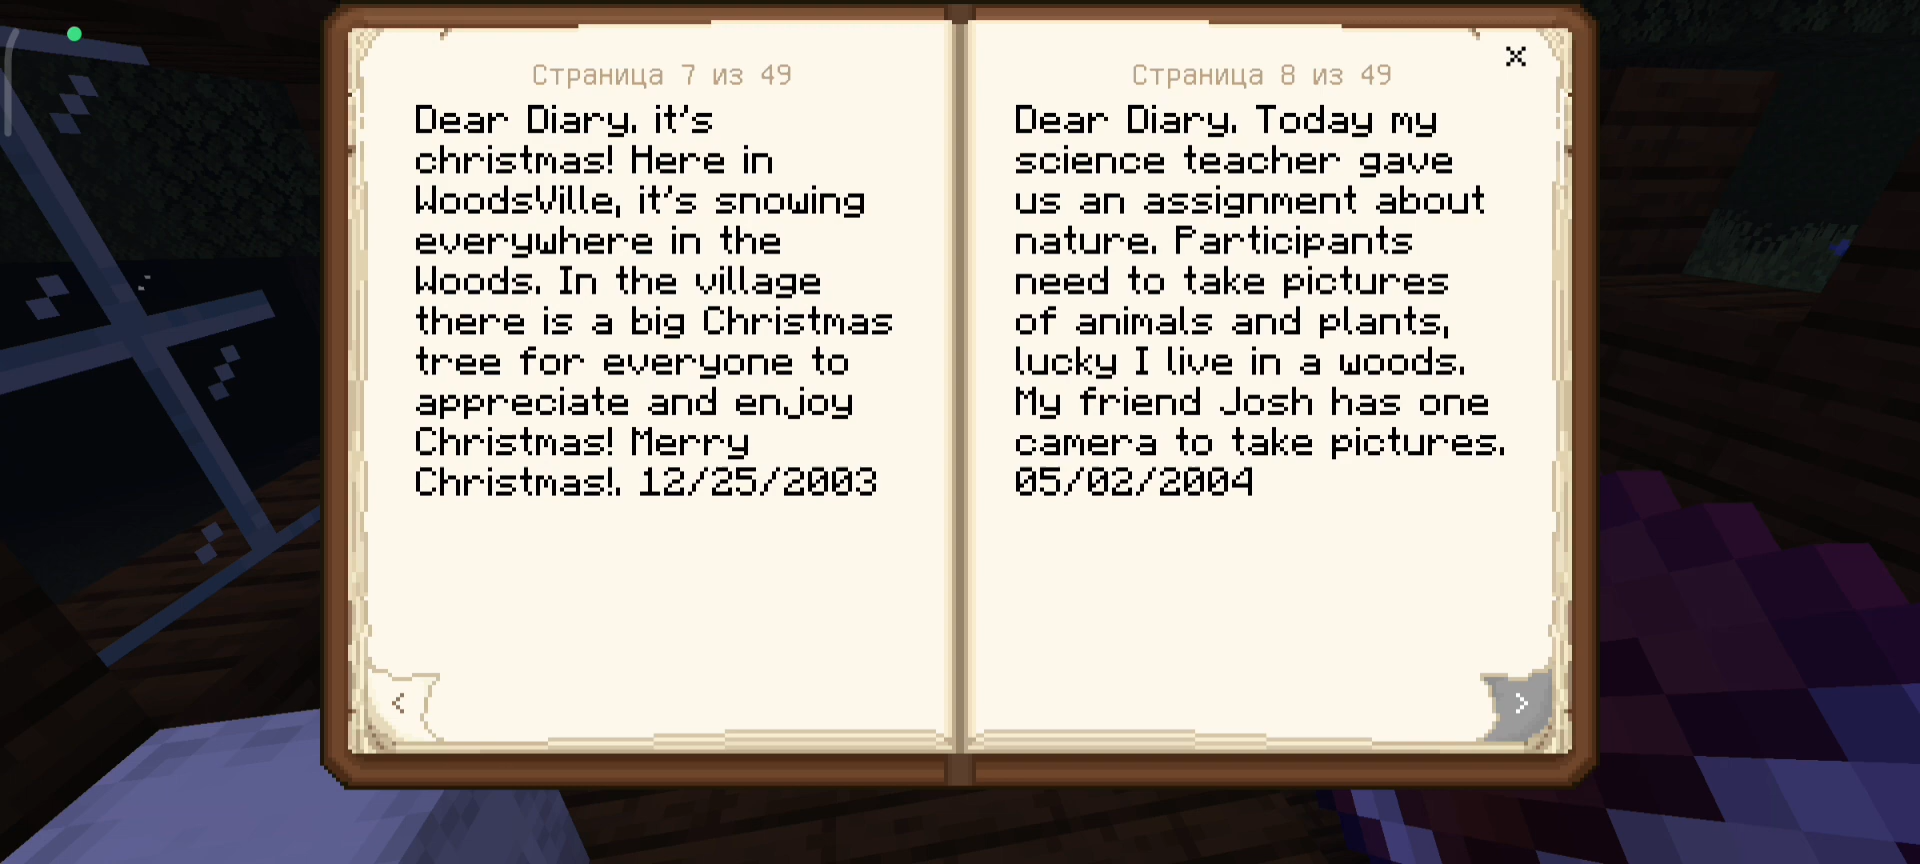 Страница 7 из 49
Dear Diary. it's
christmas! Here in
WoodsVille, it's snowing
everywhere in the
Woods. In the village
there is a big Christmas
tree for everyone to
appreciate and enjoy
Christmas! Merry
Christmas!. 12/25/2003
Страница 8 из 49
Dear Diary. Today my
science teacher gave
us an assignment about
nature. Participants
need to take pictures
of animals and plants,
lucky I live in a woods.
My friend Josh has one
camera to take pictures.
05/02/2004